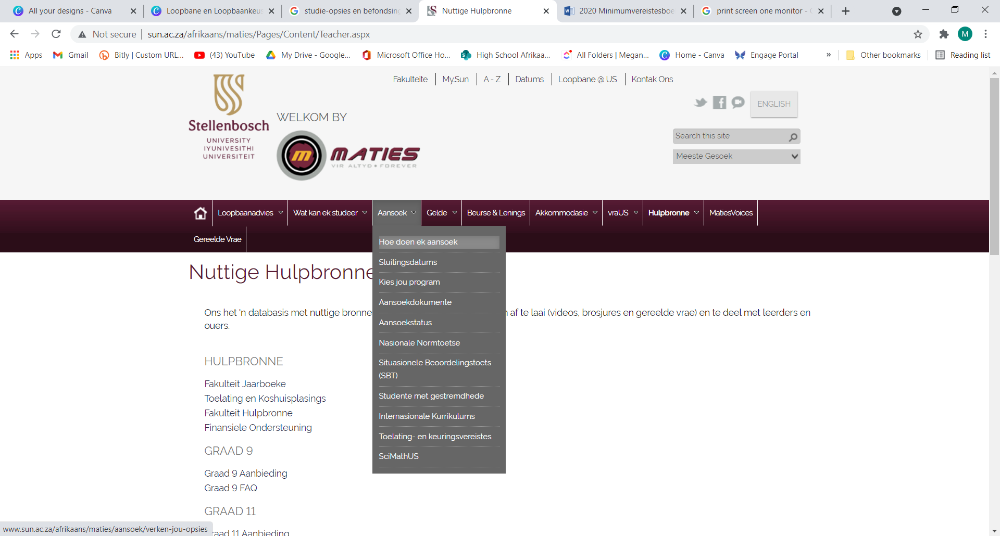 All your designs - Canva
Loopbane en Loopbaankeus
studie-opsies en befondsing
Nuttige Hulpbronne
2020 Minimumvereistesboe
print screen one monitor -
Not secure
sun.ac.za/afrikaans/maties/Pages/Content/Teacher.aspx
M
Apps
Gmail
Bitly | Custom URL...
(43) YouTube
My Drive - Google...
Microsoft Office Ho...
High School Afrikaa...
All Folders | Megan...
Home - Canva
Engage Portal
»
Other bookmarks
Reading list
Fakulteite
My.Sun
A - Z
Datums
Loopbane @ US
Kontak Ons
ENGLISH
Stellenbosch
UNIVERSITY
IYUNIVESITHI
UNIVERSITEIT
WELKOM BY
m MATIES
VIR ALTYD • FOREVER
Search this site
Meeste Gesoek
Loopbaanadvies
Wat kan ek studeer
Aansoek
Gelde
Beurse & Lenings
Akkommodasie
vraUS
Hulpbronne
MatiesVoices
Gereelde Vrae
Hoe doen ek aansoek
Sluitingsdatums
Kies jou program
Aansoekdokumente
Aansoekstatus
Nasionale Normtoetse
Situasionele Beoordelingstoets
(SBT)
Studente met gestremdhede
Internasionale Kurrikulums
Toelating- en keuringsvereistes
SciMathUS
Nuttige Hulpbronne
Ons het 'n databasis met nuttige bronne af te laai (videos, brosjures en gereelde vrae) en te deel met leerders en
ouers.
HULPBRONNE
Fakulteit Jaarboeke
Toelating en Koshuisplasings
Fakulteit Hulpbronne
Finansiele Ondersteuning
GRAAD 9
Graad 9 Aanbieding
Graad 9 FAQ
GRAAD 11
raad 11 Aanbieding
www.sun.ac.za/afrikaans/maties/aansoek/verken-jou-opsies